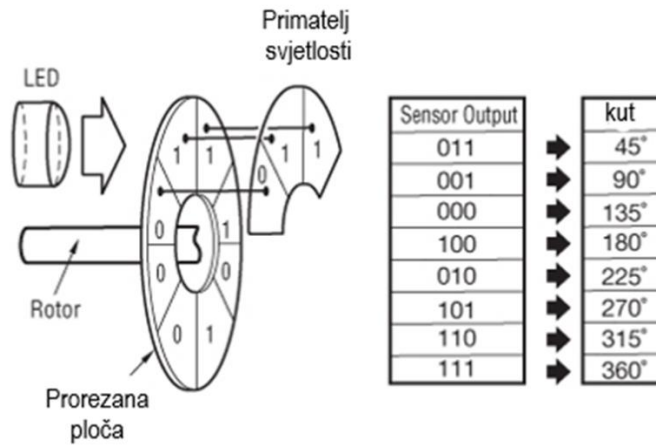 Primatelj
svjetlosti
LED
Rotor
Prorezana
ploča
1 1
0 1
0 0
0 1
0 1 1
Sensor Output kut
011 45°
001 90°
000 135°
100 180°
010 225°
101 270°
110 315°
111 360°